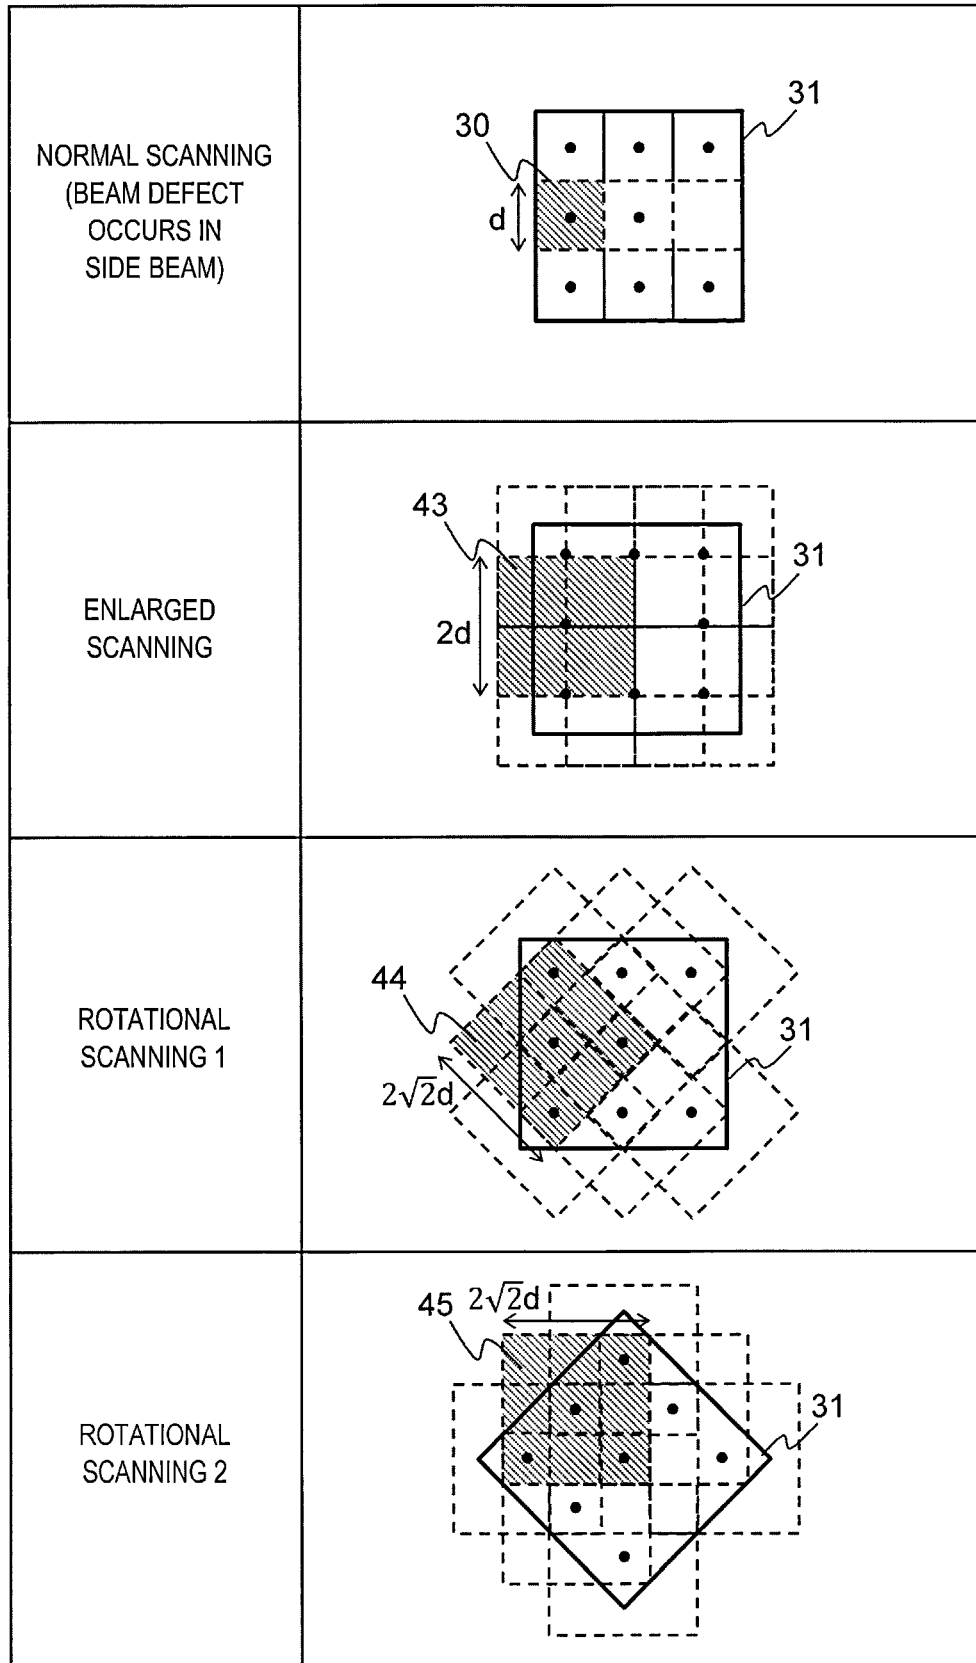 NORMAL SCANNING
(BEAM DEFECT
OCCURS IN
SIDE BEAM)
30
31
d
ENLARGED
SCANNING
43
31
2d
ROTATIONAL
SCANNING 1
44
31
2√2d
ROTATIONAL
SCANNING 2
45
2√2d
31